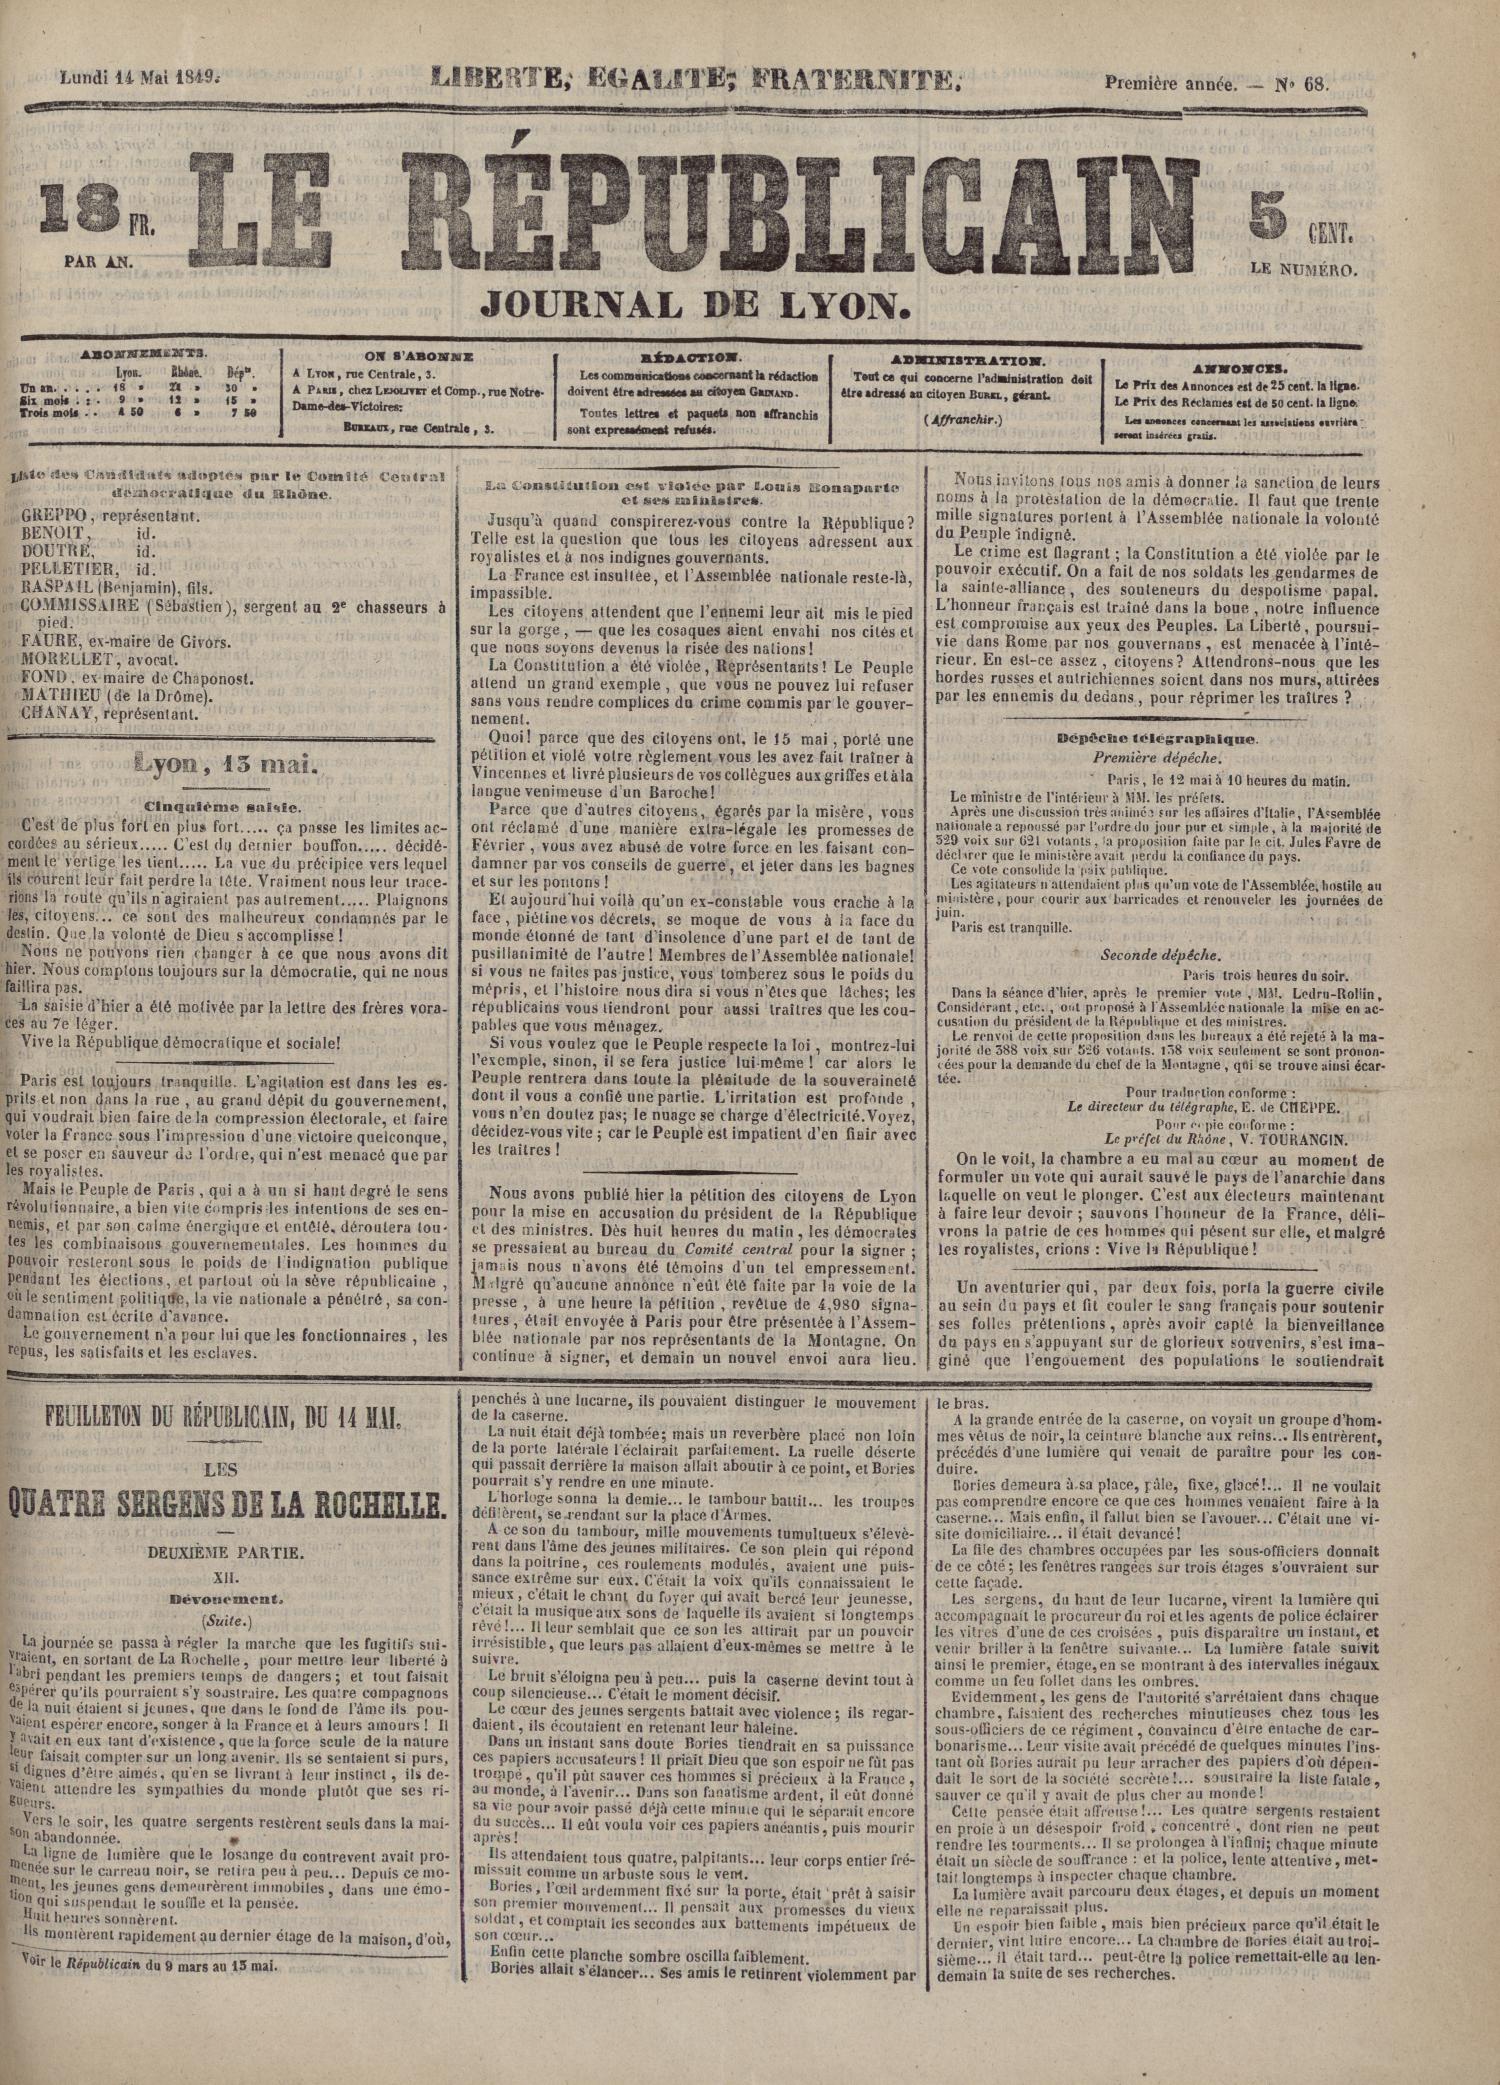 Lundi 14 Mai 1849.
LIBERTE, EGALITE, FRATERNITE.
Première année. — No 68.
18 FR.
PAR AN.
LE RÉPUBLICAIN
5 CENT.
LE NUMÉRO.
JOURNAL DE LYON.
ABONNEMENTS.
Lyon. Rhône. Dépts.
Un an. . . . . 18 » 24 » 30 »
Six mois . : . 9 » 12 » 15 »
Trois mois . . 4 50 6 » 7 50
ON S'ABONNE
A LYON, rue Centrale, 3.
A PARIS, chez LEJOLIVET et Comp., rue Notre-
Dame-des-Victoires;
BUREAUX, rue Centrale, 3.
RÉDACTION.
Les communications concernant la rédaction
doivent être adressées au citoyen GRINAND.
Toutes lettres et paquets non affranchis
sont expressément refusés.
ADMINISTRATION.
Tout ce qui concerne l'administration doit
être adressé au citoyen BUREL, gérant.
(Affranchir.)
ANNONCES.
Le Prix des Annonces est de 25 cent. la ligne.
Le Prix des Réclames est de 50 cent. la ligne.
Les annonces concernant les associations ouvrière
seront insérées gratis.
Liste des Candidats adoptés par le Comité Central
démocratique du Rhône.
GREPPO, représentant.
BENOIT, id.
DOUTRE, id.
PELLETIER, id.
RASPAIL (Benjamin), fils.
COMMISSAIRE (Sébastien), sergent au 2e chasseurs à
pied.
FAURE, ex-maire de Givors.
MORELLET, avocat.
FOND, ex-maire de Chaponost.
MATHIEU (de la Drôme).
CHANAY, représentant.
Lyon, 13 mai.
Cinquième saisie.
C'est de plus fort en plus fort..... ça passe les limites ac-
cordées au sérieux..... C'est du dernier bouffon..... décidé-
ment le vertige les tient..... La vue du précipice vers lequel
ils courent leur fait perdre la tête. Vraiment nous leur trace-
rions la route qu'ils n'agiraient pas autrement..... Plaignons
les, citoyens... ce sont des malheureux condamnés par le
destin. Que la volonté de Dieu s'accomplisse !
Nous ne pouvons rien changer à ce que nous avons dit
hier. Nous comptons toujours sur la démocratie, qui ne nous
faillira pas.
La saisie d'hier a été motivée par la lettre des frères vora-
ces au 7e léger.
Vive la République démocratique et sociale!
Paris est toujours tranquille. L'agitation est dans les es-
prits et non dans la rue, au grand dépit du gouvernement,
qui voudrait bien faire de la compression électorale, et faire
voter la France sous l'impression d'une victoire quelconque,
et se poser en sauveur de l'ordre, qui n'est menacé que par
les royalistes.
Mais le Peuple de Paris, qui a à un si haut degré le sens
révolutionnaire, a bien vite compris les intentions de ses en-
nemis, et par son calme énergique et entêté, déroutera tou-
tes les combinaisons gouvernementales. Les hommes du
pouvoir resteront sous le poids de l'indignation publique
pendant les élections, et partout où la sève républicaine,
où le sentiment politique, la vie nationale a pénétré, sa con-
damnation est écrite d'avance.
Le gouvernement n'a pour lui que les fonctionnaires, les
repus, les satisfaits et les esclaves.
La Constitution est violée par Louis Bonaparte
et ses ministres.
Jusqu'à quand conspirerez-vous contre la République?
Telle est la question que tous les citoyens adressent aux
royalistes et à nos indignes gouvernants.
La France est insultée, et l'Assemblée nationale reste-là,
impassible.
Les citoyens attendent que l'ennemi leur ait mis le pied
sur la gorge, — que les cosaques aient envahi nos cités et
que nous soyons devenus la risée des nations!
La Constitution a été violée, Représentants! Le Peuple
attend un grand exemple, que vous ne pouvez lui refuser
sans vous rendre complices du crime commis par le gouver-
nement.
Quoi! parce que des citoyens ont, le 15 mai, porté une
pétition et violé votre règlement vous les avez fait traîner à
Vincennes et livré plusieurs de vos collègues aux griffes et à la
langue venimeuse d'un Baroche!
Parce que d'autres citoyens, égarés par la misère, vous
ont réclamé d'une manière extra-légale les promesses de
Février, vous avez abusé de votre force en les faisant con-
damner par vos conseils de guerre, et jeter dans les bagnes
et sur les pontons!
Et aujourd'hui voilà qu'un ex-constable vous crache à la
face, piétine vos décrets, se moque de vous à la face du
monde étonné de tant d'insolence d'une part et de tant de
pusillanimité de l'autre! Membres de l'Assemblée nationale!
si vous ne faites pas justice, vous tomberez sous le poids du
mépris, et l'histoire nous dira si vous n'êtes que lâches; les
républicains vous tiendront pour aussi traîtres que les cou-
pables que vous ménagez.
Si vous voulez que le Peuple respecte la loi, montrez-lui
l'exemple, sinon, il se fera justice lui-même! car alors le
Peuple rentrera dans toute la plénitude de la souveraineté
dont il vous a confié une partie. L'irritation est profonde,
vous n'en doutez pas; le nuage se charge d'électricité. Voyez,
décidez-vous vite; car le Peuple est impatient d'en finir avec
les traîtres!
Nous avons publié hier la pétition des citoyens de Lyon
pour la mise en accusation du président de la République
et des ministres. Dès huit heures du matin, les démocrates
se pressaient au bureau du Comité central pour la signer;
jamais nous n'avons été témoins d'un tel empressement.
Malgré qu'aucune annonce n'eût été faite par la voie de la
presse, à une heure la pétition, revêtue de 4,980 signa-
tures, était envoyée à Paris pour être présentée à l'Assem-
blée nationale par nos représentants de la Montagne. On
continue à signer, et demain un nouvel envoi aura lieu.
Nous invitons tous nos amis à donner la sanction de leurs
noms à la protestation de la démocratie. Il faut que trente
mille signatures portent à l'Assemblée nationale la volonté
du Peuple indigné.
Le crime est flagrant; la Constitution a été violée par le
pouvoir exécutif. On a fait de nos soldats les gendarmes de
la sainte-alliance, des souteneurs du despotisme papal.
L'honneur français est traîné dans la boue, notre influence
est compromise aux yeux des Peuples. La Liberté, poursui-
vie dans Rome par nos gouvernans, est menacée à l'inté-
rieur. En est-ce assez, citoyens? Attendrons-nous que les
hordes russes et autrichiennes soient dans nos murs, attirées
par les ennemis du dedans, pour réprimer les traîtres ?
Dépêche télégraphique.
Première dépêche.
Paris, le 12 mai à 10 heures du matin.
Le ministre de l'intérieur à MM. les préfets.
Après une discussion très animée sur les affaires d'Italie, l'Assemblée
nationale a repoussé par l'ordre du jour pur et simple, à la majorité de
329 voix sur 621 votants, la proposition faite par le cit. Jules Favre de
déclarer que le ministère avait perdu la confiance du pays.
Ce vote consolide la paix publique.
Les agitateurs n'attendaient plus qu'un vote de l'Assemblée, hostile au
ministère, pour courir aux barricades et renouveler les journées de
juin.
Paris est tranquille.
Seconde dépêche.
Paris trois heures du soir.
Dans la séance d'hier, après le premier vote, MM. Ledru-Rollin,
Considérant, etc., ont proposé à l'Assemblée nationale la mise en ac-
cusation du président de la République et des ministres.
Le renvoi de cette proposition dans les bureaux a été rejeté à la ma-
jorité de 388 voix sur 526 votants. 138 voix seulement se sont pronon-
cées pour la demande du chef de la Montagne, qui se trouve ainsi écar-
tée.
Pour traduction conforme :
Le directeur du télégraphe, E. de CHEPPE.
Pour copie conforme :
Le préfet du Rhône, V. TOURANGIN.
On le voit, la chambre a eu mal au cœur au moment de
formuler un vote qui aurait sauvé le pays de l'anarchie dans
laquelle on veut le plonger. C'est aux électeurs maintenant
à faire leur devoir; sauvons l'honneur de la France, déli-
vrons la patrie de ces hommes qui pèsent sur elle, et malgré
les royalistes, crions : Vive la République!
Un aventurier qui, par deux fois, porta la guerre civile
au sein du pays et fit couler le sang français pour soutenir
ses folles prétentions, après avoir capté la bienveillance
du pays en s'appuyant sur de glorieux souvenirs, s'est ima-
giné que l'engouement des populations le soutiendrait
FEUILLETON DU RÉPUBLICAIN, DU 14 MAI.
LES
QUATRE SERGENS DE LA ROCHELLE.
DEUXIÈME PARTIE.
XII.
Dévouement.
(Suite.)
La journée se passa à régler la marche que les fugitifs sui-
vraient, en sortant de La Rochelle, pour mettre leur liberté à
l'abri pendant les premiers temps de dangers; et tout faisait
espérer qu'ils pourraient s'y soustraire. Les quatre compagnons
de la nuit étaient si jeunes, que dans le fond de l'âme ils pou-
vaient espérer encore, songer à la France et à leurs amours! Il
y avait en eux tant d'existence, que la force seule de la nature
leur faisait compter sur un long avenir. Ils se sentaient si purs,
si dignes d'être aimés, qu'en se livrant à leur instinct, ils de-
vaient attendre les sympathies du monde plutôt que ses ri-
gueurs.
Vers le soir, les quatre sergents restèrent seuls dans la mai-
son abandonnée.
La ligne de lumière que le losange du contrevent avait pro-
menée sur le carreau noir, se retira peu à peu... Depuis ce mo-
ment, les jeunes gens demeurèrent immobiles, dans une émo-
tion qui suspendait le souffle et la pensée.
Huit heures sonnèrent.
Ils montèrent rapidement au dernier étage de la maison, d'où,
Voir le Républicain du 9 mars au 13 mai.
penchés à une lucarne, ils pouvaient distinguer le mouvement
de la caserne.
La nuit était déjà tombée; mais un reverbère placé non loin
de la porte latérale l'éclairait parfaitement. La ruelle déserte
qui passait derrière la maison allait aboutir à ce point, et Bories
pourrait s'y rendre en une minute.
L'horloge sonna la demie... le tambour battit... les troupes
défilèrent, se rendant sur la place d'Armes.
A ce son du tambour, mille mouvements tumultueux s'élevè-
rent dans l'âme des jeunes militaires. Ce son plein qui répond
dans la poitrine, ces roulements modulés, avaient une puis-
sance extrême sur eux. C'était la voix qu'ils connaissaient le
mieux, c'était le chant du foyer qui avait bercé leur jeunesse,
c'était la musique aux sons de laquelle ils avaient si longtemps
rêvé!... Il leur semblait que ce son les attirait par un pouvoir
irrésistible, que leurs pas allaient d'eux-mêmes se mettre à le
suivre.
Le bruit s'éloigna peu à peu... puis la caserne devint tout à
coup silencieuse... C'était le moment décisif.
Le cœur des jeunes sergents battait avec violence; ils regar-
daient, ils écoutaient en retenant leur haleine.
Dans un instant sans doute Bories tiendrait en sa puissance
ces papiers accusateurs! Il priait Dieu que son espoir ne fût pas
trompé, qu'il pût sauver ces hommes si précieux à la France,
au monde, à l'avenir... Dans son fanatisme ardent, il eût donné
sa vie pour avoir passé déjà cette minute qui le séparait encore
du succès... Il eût voulu voir ces papiers anéantis, puis mourir
après!
Ils attendaient tous quatre, palpitants... leur corps entier fré-
missait comme un arbuste sous le vent.
Bories, l'œil ardemment fixé sur la porte, était prêt à saisir
son premier mouvement... Il pensait aux promesses du vieux
soldat, et comptait les secondes aux battements impétueux de
son cœur...
Enfin cette planche sombre oscilla faiblement.
Bories allait s'élancer... Ses amis le retinrent violemment par
le bras.
A la grande entrée de la caserne, on voyait un groupe d'hom-
mes vêtus de noir, la ceinture blanche aux reins... Ils entrèrent,
précédés d'une lumière qui venait de paraître pour les con-
duire.
Bories demeura à sa place, pâle, fixe, glacé!... Il ne voulait
pas comprendre encore ce que ces hommes venaient faire à la
caserne... Mais enfin, il fallut bien se l'avouer... C'était une vi-
site domiciliaire... il était devancé!
La file des chambres occupées par les sous-officiers donnait
de ce côté; les fenêtres rangées sur trois étages s'ouvraient sur
cette façade.
Les sergens, du haut de leur lucarne, virent la lumière qui
accompagnait le procureur du roi et les agents de police éclairer
les vitres d'une de ces croisées, puis disparaître un instant, et
venir briller à la fenêtre suivante... La lumière fatale suivit
ainsi le premier, étage, en se montrant à des intervalles inégaux
comme un feu follet dans les ombres.
Evidemment, les gens de l'autorité s'arrêtaient dans chaque
chambre, faisaient des recherches minutieuses chez tous les
sous-officiers de ce régiment, convaincu d'être entaché de car-
bonarisme... Leur visite avait précédé de quelques minutes l'ins-
tant où Bories aurait pu leur arracher des papiers d'où dépen-
dait le sort de la société secrète!... soustraire la liste fatale,
sauver ce qu'il y avait de plus cher au monde!
Cette pensée était affreuse!... Les quatre sergents restaient
en proie à un désespoir froid, concentré, dont rien ne peut
rendre les tourments... Il se prolongea à l'infini; chaque minute
était un siècle de souffrance : et la police, lente attentive, met-
tait longtemps à inspecter chaque chambre.
La lumière avait parcouru deux étages, et depuis un moment
elle ne reparaissait plus.
Un espoir bien faible, mais bien précieux parce qu'il était le
dernier, vint luire encore... La chambre de Bories était au troi-
sième... il était tard... peut-être la police remettait-elle au len-
demain la suite de ses recherches.